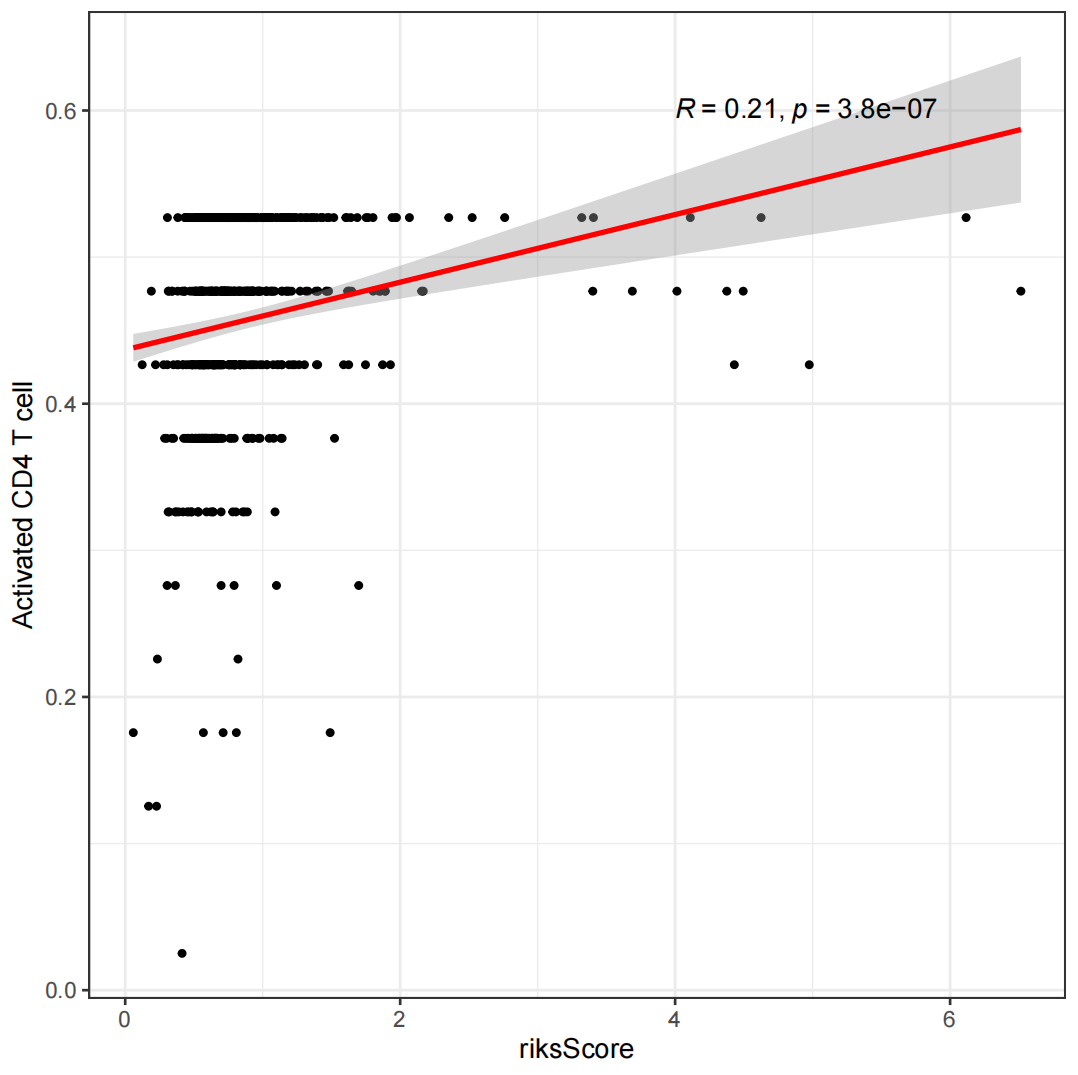 R = 0.21, p = 3.8e−07
0.6
0.4
0.2
0.0
Activated CD4 T cell
0 2 4 6
riksScore